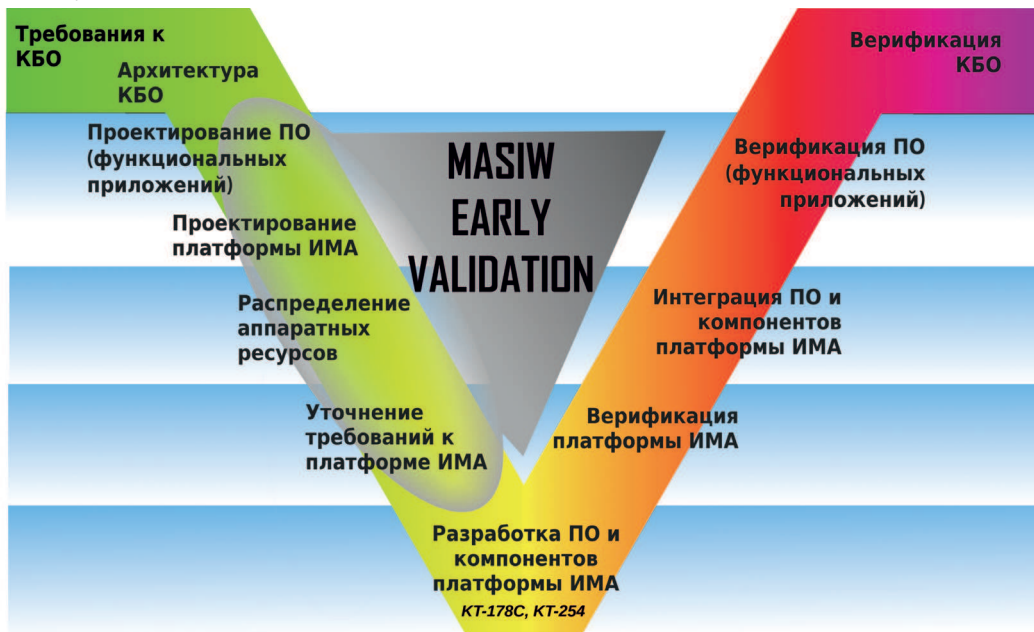 Требования к
КБО
Архитектура
КБО
Проектирование ПО
(функциональных
приложений)
Проектирование
платформы ИМА
Распределение
аппаратных
ресурсов
Уточнение
требований к
платформе ИМА
MASIW
EARLY
VALIDATION
Разработка ПО и
компонентов
платформы ИМА
КТ-178С, КТ-254
Верификация
КБО
Верификация ПО
(функциональных
приложений)
Интеграция ПО и
компонентов
платформы ИМА
Верификация
платформы ИМА